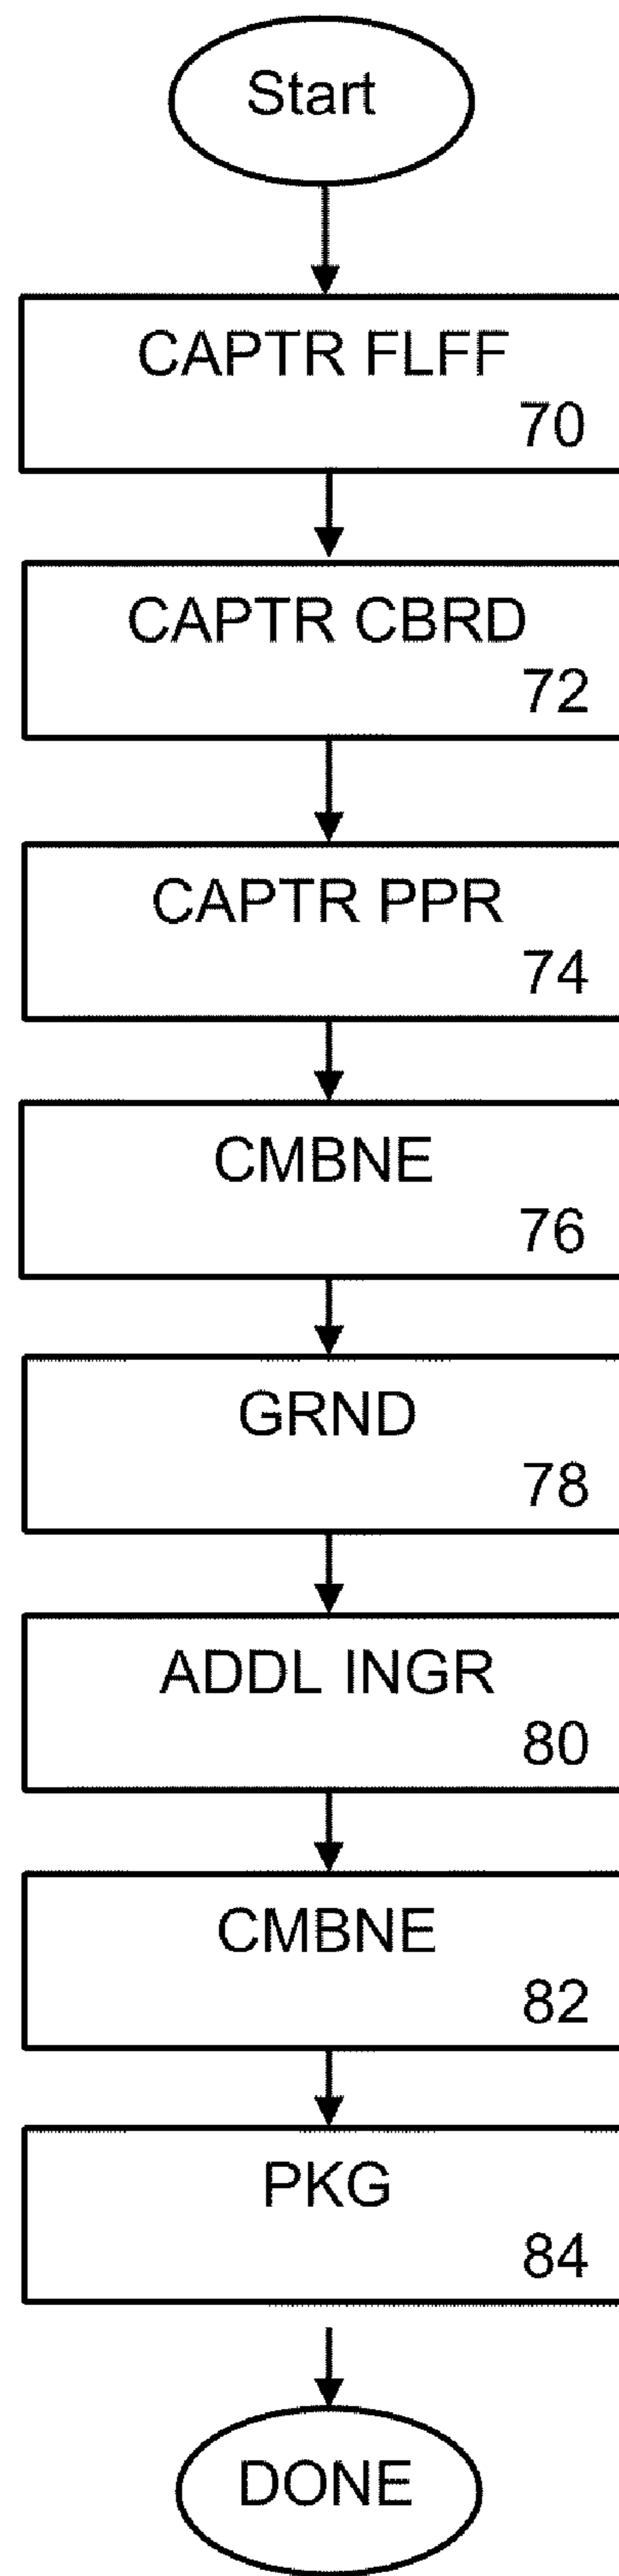 Start
CAPTR FLFF
70
CAPTR CBRD
72
CAPTR PPR
74
CMBNE
76
GRND
78
ADDL INGR
80
CMBNE
82
PKG
84
DONE